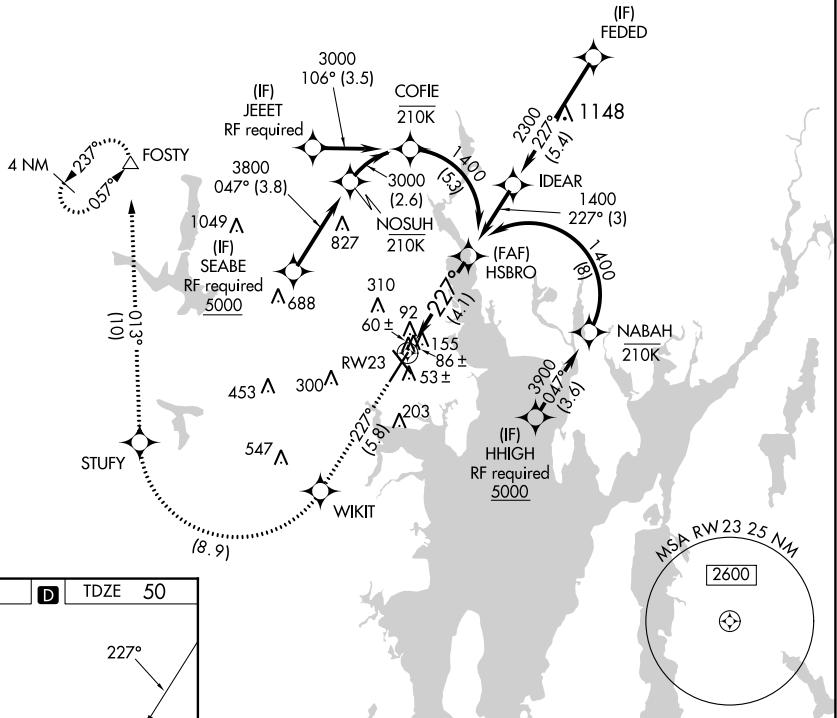 (IF)
FEDED
3000
106° (3.5)
COFIE
210K
(IF)
JEEET
RF required
1148
2300
227°
(5.4)
237°
FOSTY
4 NM
057°
3800
047° (3.8)
1400
(5.3)
3000
(2.6)
IDEAR
1400
227° (3)
NOSUH
210K
1049
827
(IF)
SEABE
RF required
5000
688
(FAF)
HSBRO
1400
(8)
310
227°
(4.1)
92
60 ±
013°
(10)
155
86 ±
RW23
NABAH
210K
53 ±
453
300
3900
047°
(3.6)
203
227°
(5.8)
(IF)
HHIGH
RF required
5000
547
STUFY
WIKIT
(8.9)
MSA RW23 25 NM
2600
D TDZE 50
227°